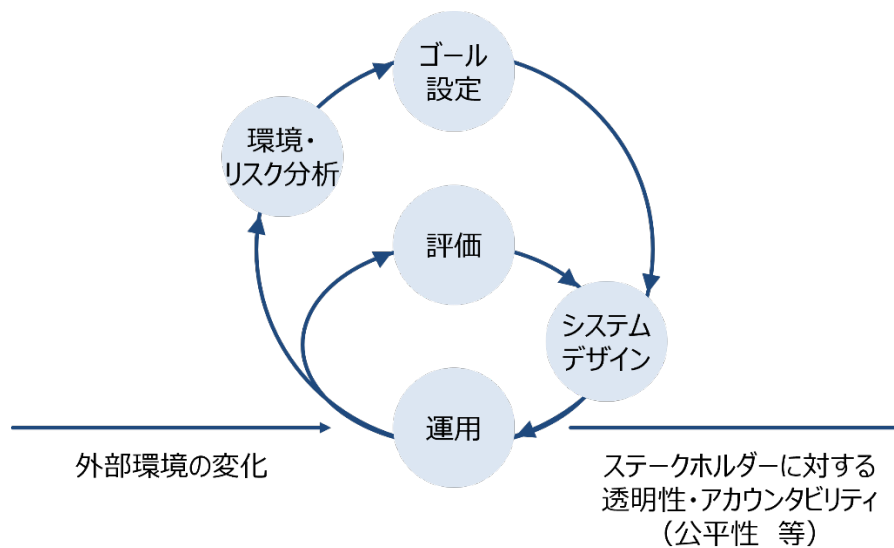 ゴール
設定
環境・
リスク分析
評価
システム
デザイン
運用
外部環境の変化
ステークホルダーに対する
透明性・アカウンタビリティ
（公平性　等）